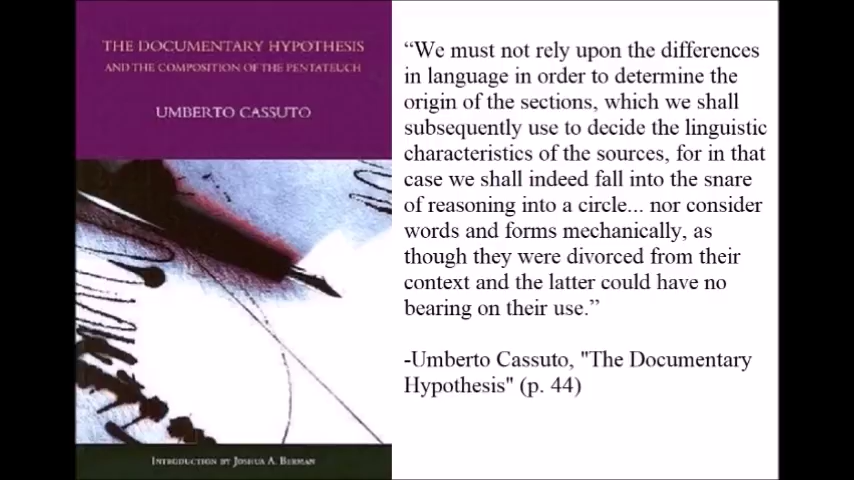 THE DOCUMENTARY HYPOTHESIS
AND THE COMPOSITION OF THE PENTATEUCH
UMBERTO CASSUTO
INTRODUCTION BY JOSHUA A. BERMAN
“We must not rely upon the differences
in language in order to determine the
origin of the sections, which we shall
subsequently use to decide the linguistic
characteristics of the sources, for in that
case we shall indeed fall into the snare
of reasoning into a circle... nor consider
words and forms mechanically, as
though they were divorced from their
context and the latter could have no
bearing on their use.”
-Umberto Cassuto, "The Documentary
Hypothesis" (p. 44)